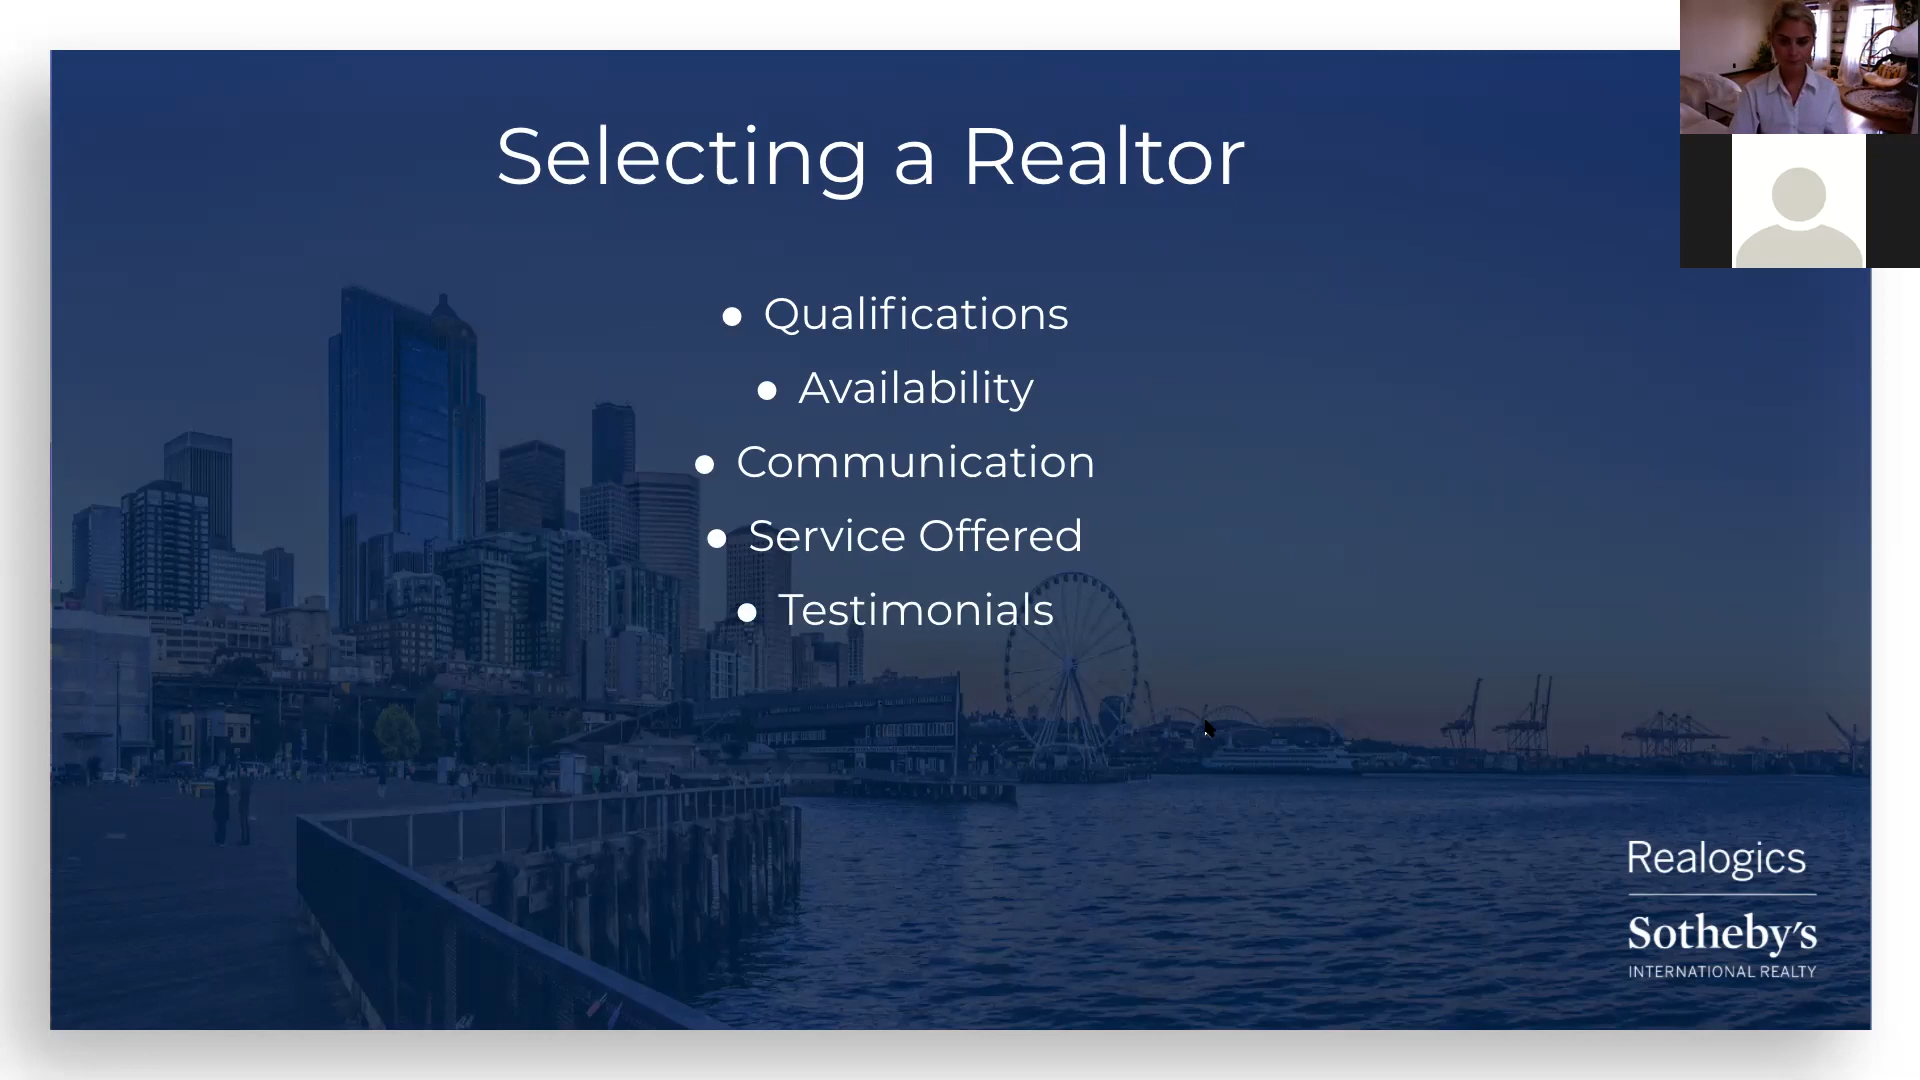 Selecting a Realtor
● Qualifications
● Availability
● Communication
● Service Offered
● Testimonials
Realogics
Sotheby's
INTERNATIONAL REALTY